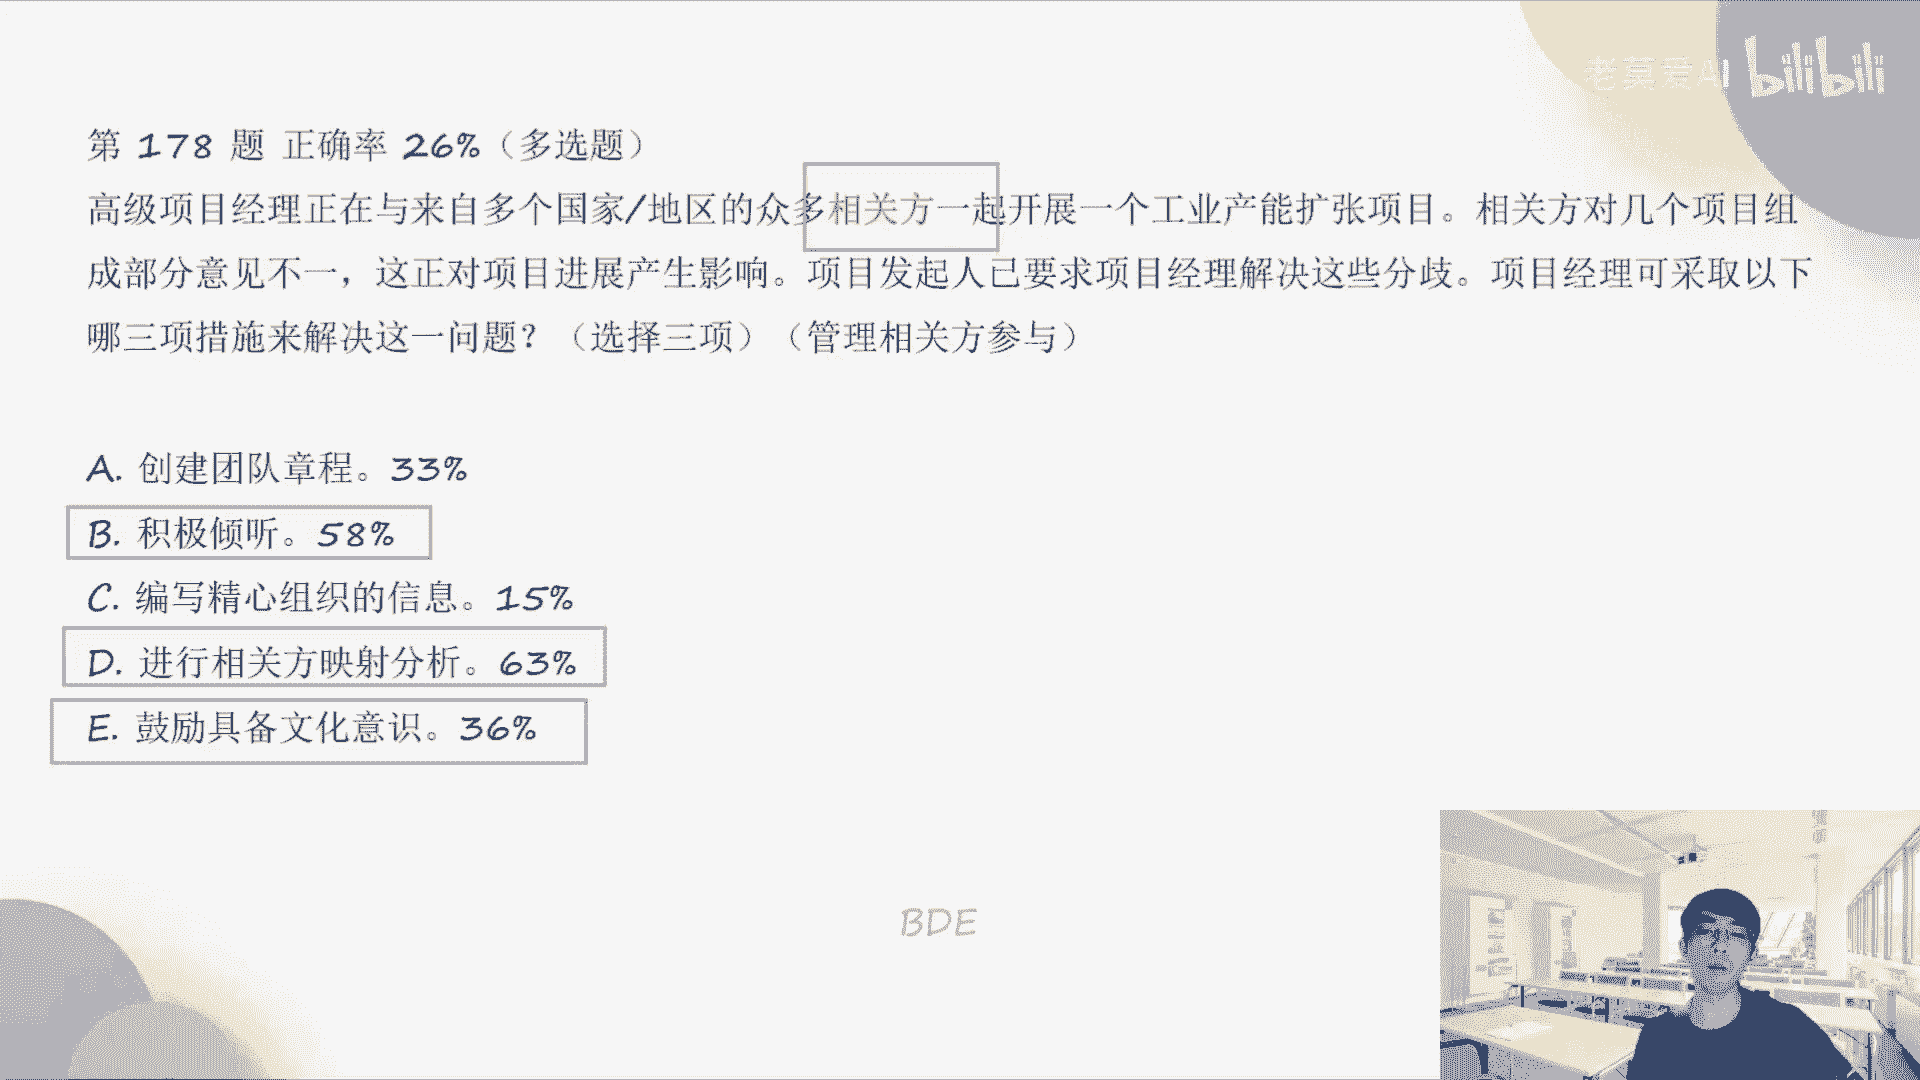 老莫爱AI bilibili
第 178 题 正确率 26%（多选题）
高级项目经理正在与来自多个国家/地区的众多相关方一起开展一个工业产能扩张项目。相关方对几个项目组
成部分意见不一，这正对项目进展产生影响。项目发起人已要求项目经理解决这些分歧。项目经理可采取以下
哪三项措施来解决这一问题？（选择三项）（管理相关方参与）
A. 创建团队章程。33%
B. 积极倾听。58%
C. 编写精心组织的信息。15%
D. 进行相关方映射分析。63%
E. 鼓励具备文化意识。36%
BDE